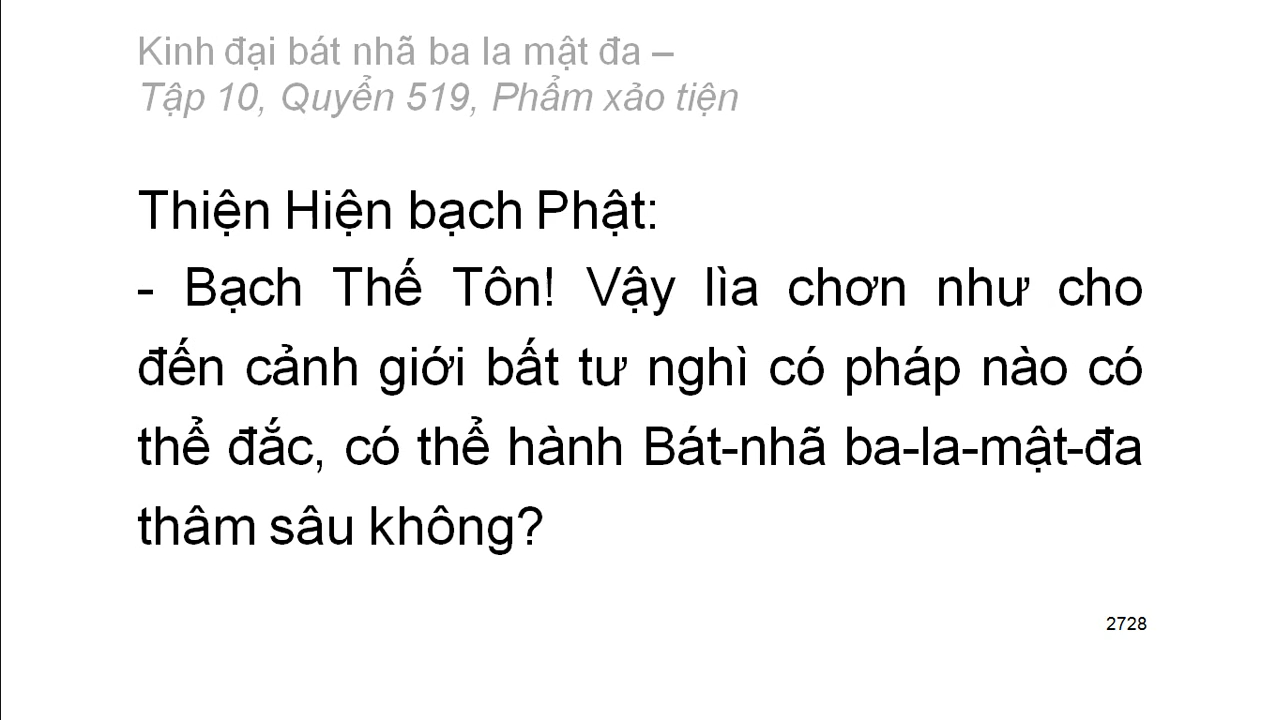 Kinh đại bát nhã ba la mật đa –
Tập 10, Quyển 519, Phẩm xảo tiện
Thiện Hiện bạch Phật:
- Bạch Thế Tôn! Vậy lìa chơn như cho
đến cảnh giới bất tư nghì có pháp nào có
thể đắc, có thể hành Bát-nhã ba-la-mật-đa
thâm sâu không?
2728